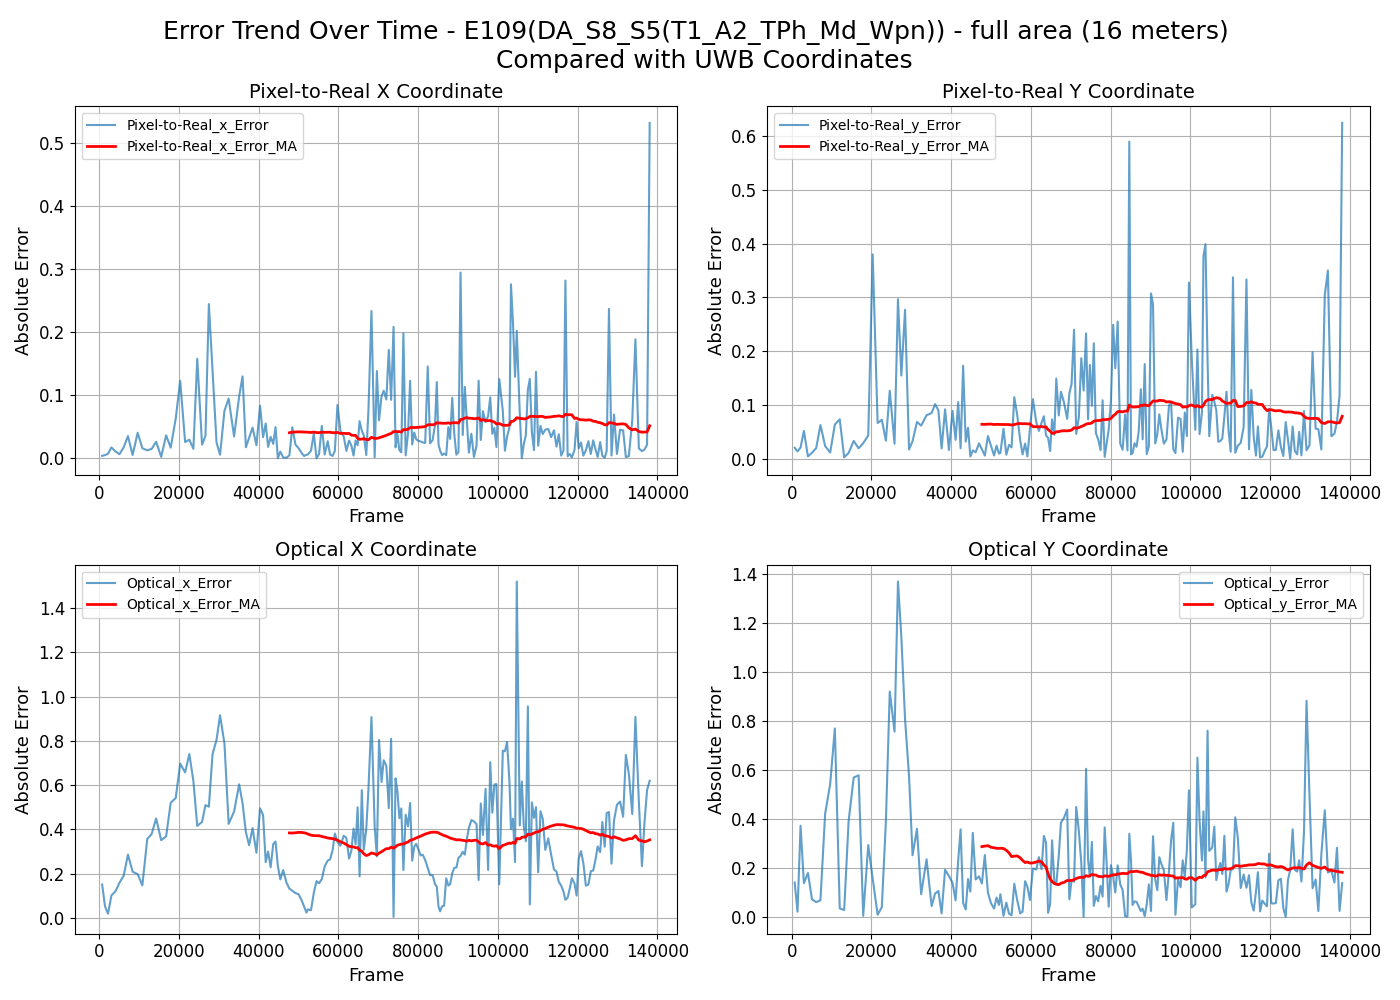 Error Trend Over Time - E109(DA_S8_S5(T1_A2_TPh_Md_Wpn)) - full area (16 meters)
Compared with UWB Coordinates
Pixel-to-Real X Coordinate
Pixel-to-Real_x_Error
Pixel-to-Real_x_Error_MA
Absolute Error
0.5
0.4
0.3
0.2
0.1
0.0
0 20000 40000 60000 80000 100000 120000 140000
Frame
Pixel-to-Real Y Coordinate
Pixel-to-Real_y_Error
Pixel-to-Real_y_Error_MA
Absolute Error
0.6
0.5
0.4
0.3
0.2
0.1
0.0
0 20000 40000 60000 80000 100000 120000 140000
Frame
Optical X Coordinate
Optical_x_Error
Optical_x_Error_MA
Absolute Error
1.4
1.2
1.0
0.8
0.6
0.4
0.2
0.0
0 20000 40000 60000 80000 100000 120000 140000
Frame
Optical Y Coordinate
Optical_y_Error
Optical_y_Error_MA
Absolute Error
1.4
1.2
1.0
0.8
0.6
0.4
0.2
0.0
0 20000 40000 60000 80000 100000 120000 140000
Frame